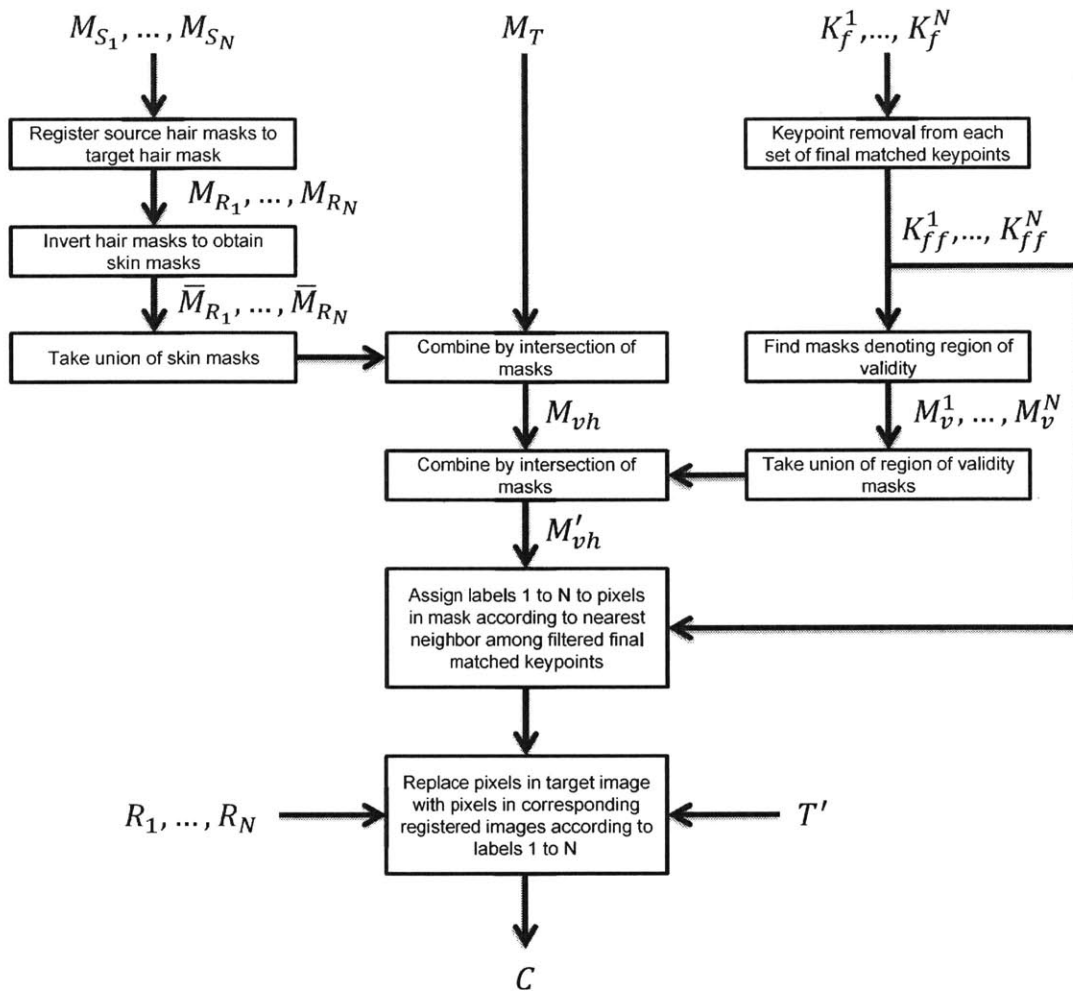 M_{S_1}, ..., M_{S_N}
M_T
K_f^1,..., K_f^N
Register source hair masks to
target hair mask
Keypoint removal from each
set of final matched keypoints
M_{R_1}, ..., M_{R_N}
Invert hair masks to obtain
skin masks
K_{ff}^1,..., K_{ff}^N
M̅_{R_1}, ..., M̅_{R_N}
Take union of skin masks
Combine by intersection of
masks
Find masks denoting region of
validity
M_{vh}
M_v^1, ..., M_v^N
Combine by intersection of
masks
Take union of region of validity
masks
M'_{vh}
Assign labels 1 to N to pixels
in mask according to nearest
neighbor among filtered final
matched keypoints
R_1, ..., R_N
Replace pixels in target image
with pixels in corresponding
registered images according to
labels 1 to N
T'
C